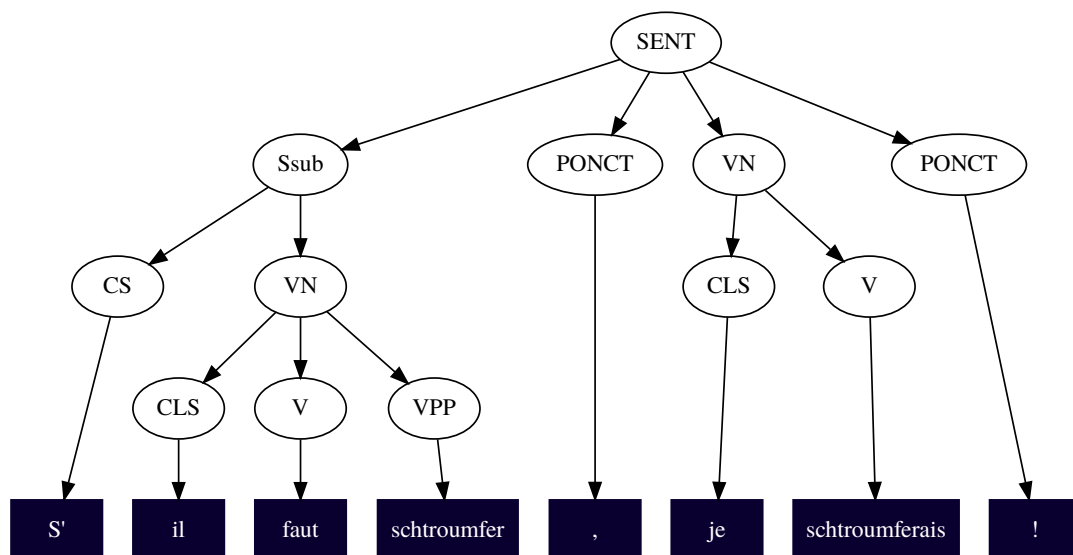 SENT
Ssub PONCT VN PONCT
CS VN CLS V
CLS V VPP
S' il faut schtroumfer , je schtroumferais !